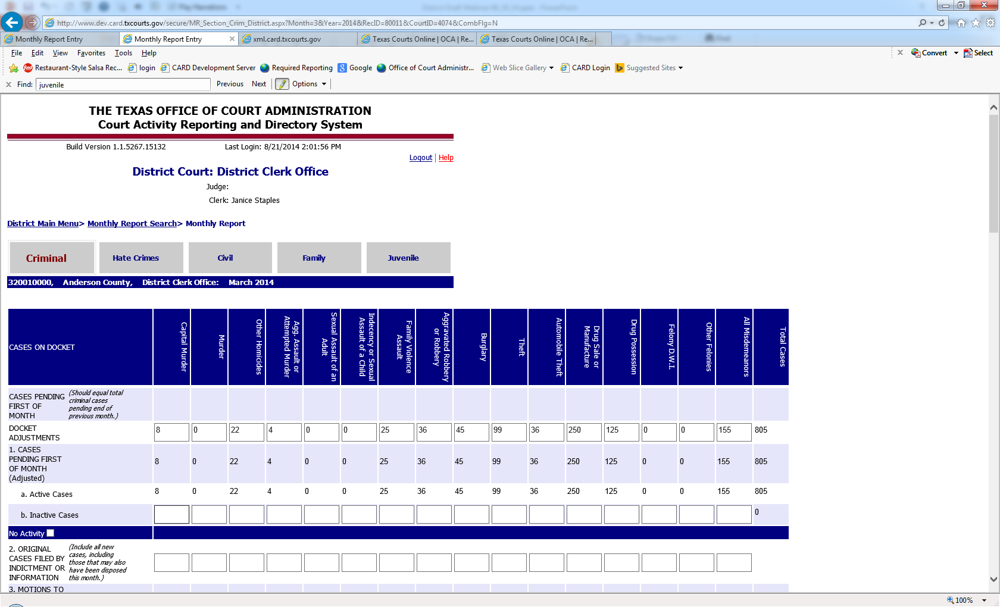 http://www.dev.card.txcourts.gov/secure/MR_Section_Crim_District.aspx?Month=3&Year=2014&RecID=80011&CourtID=4074&CombFlg=N
Monthly Report Entry
Monthly Report Entry
xml.card.txcourts.gov
Texas Courts Online | OCA | Re...
Texas Courts Online | OCA | Re...
File Edit View Favorites Tools Help
Convert Select
Restaurant-Style Salsa Rec... login CARD Development Server Required Reporting Google Office of Court Administr... Web Slice Gallery CARD Login Suggested Sites
Find: juvenile Previous Next Options
THE TEXAS OFFICE OF COURT ADMINISTRATION
Court Activity Reporting and Directory System
Build Version 1.1.5267.15132 Last Login: 8/21/2014 2:01:56 PM
Logout | Help
District Court: District Clerk Office
Judge:
Clerk: Janice Staples
District Main Menu> Monthly Report Search> Monthly Report
Criminal Hate Crimes Civil Family Juvenile
320010000, Anderson County, District Clerk Office: March 2014
CASES ON DOCKET
Capital Murder
Murder
Other Homicides
Agg. Assault or
Attempted Murder
Sexual Assault of an
Adult
Indecency or Sexual
Assault of a Child
Family Violence
Assault
Aggravated Robbery
or Robbery
Burglary
Theft
Automobile Theft
Drug Sale or
Manufacture
Drug Possession
Felony D.W.I.
Other Felonies
All Misdemeanors
Total Cases
CASES PENDING
FIRST OF
MONTH
(Should equal total
criminal cases
pending end of
previous month.)
DOCKET
ADJUSTMENTS
8 0 22 4 0 0 25 36 45 99 36 250 125 0 0 155 805
1. CASES
PENDING FIRST
OF MONTH
(Adjusted)
8 0 22 4 0 0 25 36 45 99 36 250 125 0 0 155 805
a. Active Cases 8 0 22 4 0 0 25 36 45 99 36 250 125 0 0 155 805
b. Inactive Cases 0
No Activity
2. ORIGINAL
CASES FILED BY
INDICTMENT OR
INFORMATION
(Include all new
cases, including
those that may also
have been disposed
this month.)
3. MOTIONS TO
100%